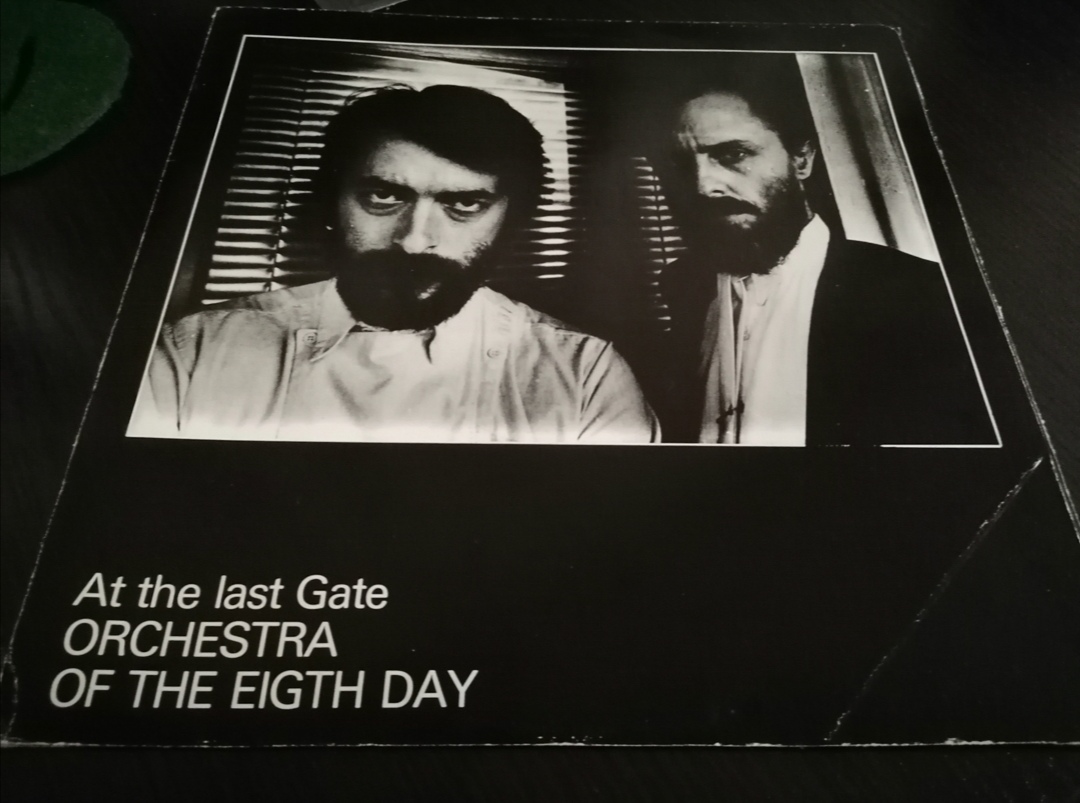 At the last Gate
ORCHESTRA
OF THE EIGTH DAY